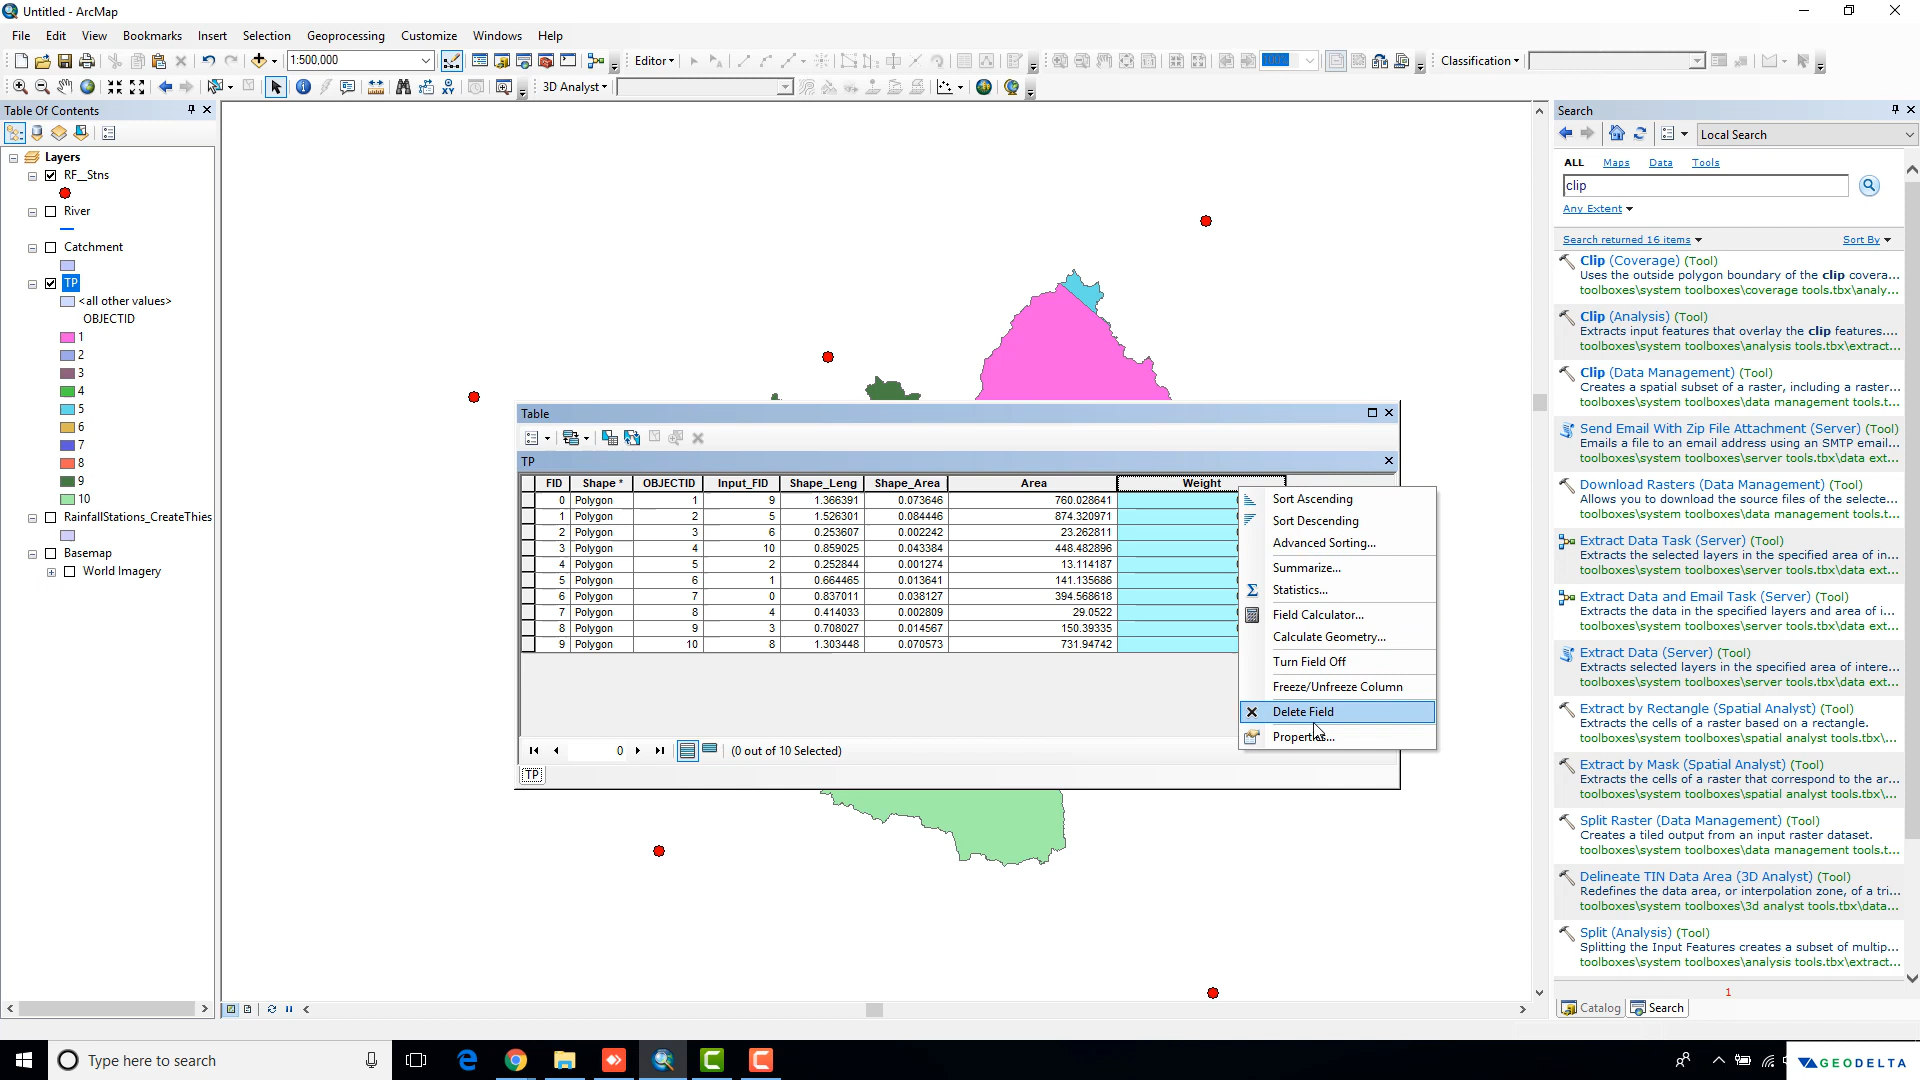 Untitled - ArcMap
File Edit View Bookmarks Insert Selection Geoprocessing Customize Windows Help
1:500,000 Editor 100% Classification
3D Analyst
Table Of Contents
Layers
RF__Stns
River
Catchment
TP
<all other values>
OBJECTID
1
2
3
4
5
6
7
8
9
10
RainfallStations_CreateThies
Basemap
World Imagery
Table
TP
FID Shape * OBJECTID Input_FID Shape_Leng Shape_Area Area Weight
0 Polygon 1 9 1.366391 0.073646 760.028641
1 Polygon 2 5 1.526301 0.084446 874.320971
2 Polygon 3 6 0.253607 0.002242 23.262811
3 Polygon 4 10 0.859025 0.043384 448.482896
4 Polygon 5 2 0.252844 0.001274 13.114187
5 Polygon 6 1 0.664465 0.013641 141.135686
6 Polygon 7 0 0.837011 0.038127 394.568618
7 Polygon 8 4 0.414033 0.002809 29.0522
8 Polygon 9 3 0.708027 0.014567 150.39335
9 Polygon 10 8 1.303448 0.070573 731.94742
0 (0 out of 10 Selected)
TP
Sort Ascending
Sort Descending
Advanced Sorting...
Summarize...
Statistics...
Field Calculator...
Calculate Geometry...
Turn Field Off
Freeze/Unfreeze Column
Delete Field
Properties...
Search
Local Search
ALL Maps Data Tools
clip
Any Extent
Search returned 16 items Sort By
Clip (Coverage) (Tool)
Uses the outside polygon boundary of the clip covera...
toolboxes\system toolboxes\coverage tools.tbx\analy...
Clip (Analysis) (Tool)
Extracts input features that overlay the clip features....
toolboxes\system toolboxes\analysis tools.tbx\extract...
Clip (Data Management) (Tool)
Creates a spatial subset of a raster, including a raster...
toolboxes\system toolboxes\data management tools.t...
Send Email With Zip File Attachment (Server) (Tool)
Emails a file to an email address using an SMTP email...
toolboxes\system toolboxes\server tools.tbx\data ext...
Download Rasters (Data Management) (Tool)
Allows you to download the source files of the selecte...
toolboxes\system toolboxes\data management tools.t...
Extract Data Task (Server) (Tool)
Extracts the selected layers in the specified area of in...
toolboxes\system toolboxes\server tools.tbx\data ext...
Extract Data and Email Task (Server) (Tool)
Extracts the data in the specified layers and area of i...
toolboxes\system toolboxes\server tools.tbx\data ext...
Extract Data (Server) (Tool)
Extracts selected layers in the specified area of intere...
toolboxes\system toolboxes\server tools.tbx\data ext...
Extract by Rectangle (Spatial Analyst) (Tool)
Extracts the cells of a raster based on a rectangle.
toolboxes\system toolboxes\spatial analyst tools.tbx\...
Extract by Mask (Spatial Analyst) (Tool)
Extracts the cells of a raster that correspond to the ar...
toolboxes\system toolboxes\spatial analyst tools.tbx\...
Split Raster (Data Management) (Tool)
Creates a tiled output from an input raster dataset.
toolboxes\system toolboxes\data management tools.t...
Delineate TIN Data Area (3D Analyst) (Tool)
Redefines the data area, or interpolation zone, of a tri...
toolboxes\system toolboxes\3d analyst tools.tbx\data...
Split (Analysis) (Tool)
Splitting the Input Features creates a subset of multip...
toolboxes\system toolboxes\analysis tools.tbx\extract...
1
Catalog Search
Type here to search
GEODELTA